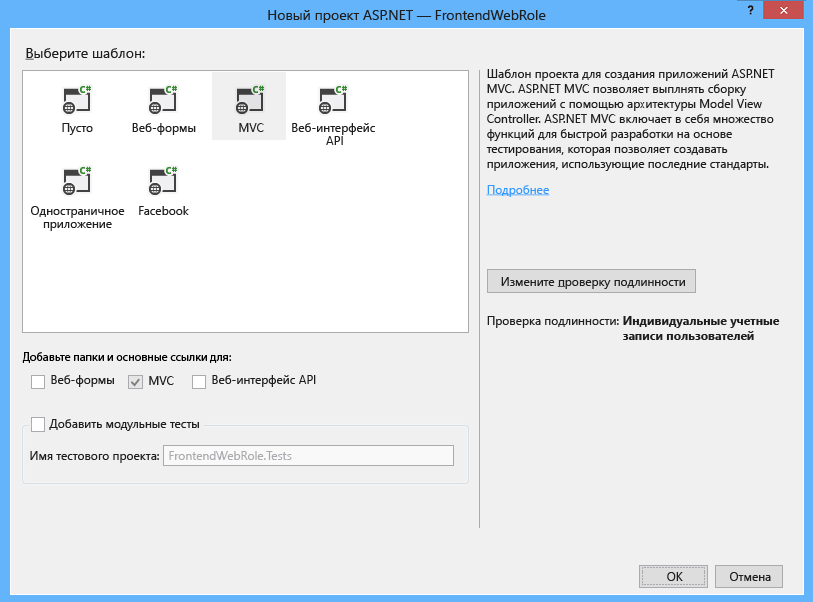 Новый проект ASP.NET — FrontendWebRole
?
Выберите шаблон:
C# C# C# C#
Пусто Веб-формы MVC Веб-интерфейс
API
C# C#
Одностраничное Facebook
приложение
Шаблон проекта для создания приложений ASP.NET
MVC. ASP.NET MVC позволяет выплнять сборку
приложений с помощью архитектуры Model View
Controller. ASP.NET MVC включает в себя множество
функций для быстрой разработки на основе
тестирования, которая позволяет создавать
приложения, использующие последние стандарты.
Подробнее
Измените проверку подлинности
Проверка подлинности: Индивидуальные учетные
записи пользователей
Добавьте папки и основные ссылки для:
Веб-формы MVC Веб-интерфейс API
Добавить модульные тесты
Имя тестового проекта: FrontendWebRole.Tests
OK Отмена